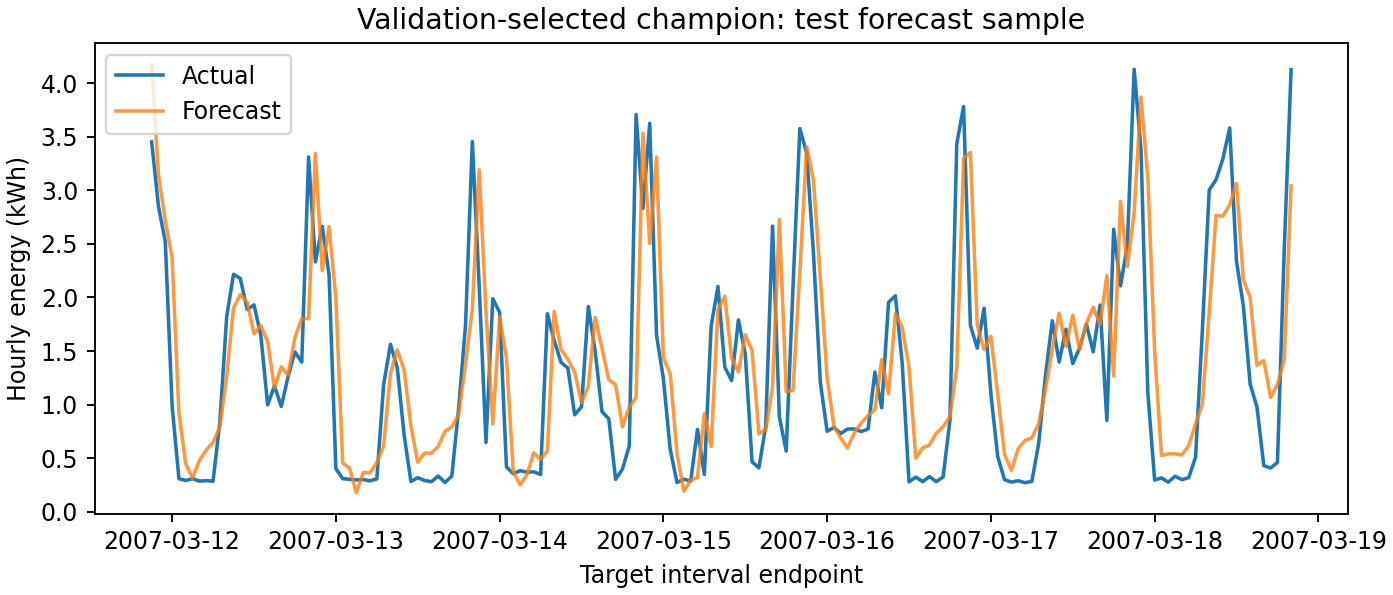 Validation-selected champion: test forecast sample
Actual
Forecast
Hourly energy (kWh)
4.0
3.5
3.0
2.5
2.0
1.5
1.0
0.5
0.0
2007-03-12 2007-03-13 2007-03-14 2007-03-15 2007-03-16 2007-03-17 2007-03-18 2007-03-19
Target interval endpoint